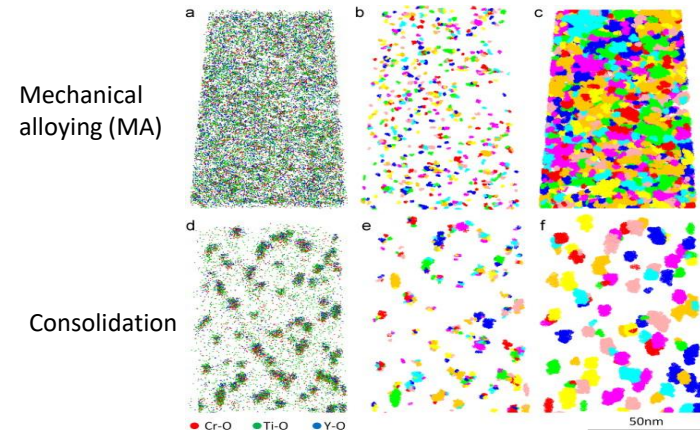 a b c
Mechanical
alloying (MA)
d e f
Consolidation
Cr-O Ti-O Y-O
50nm